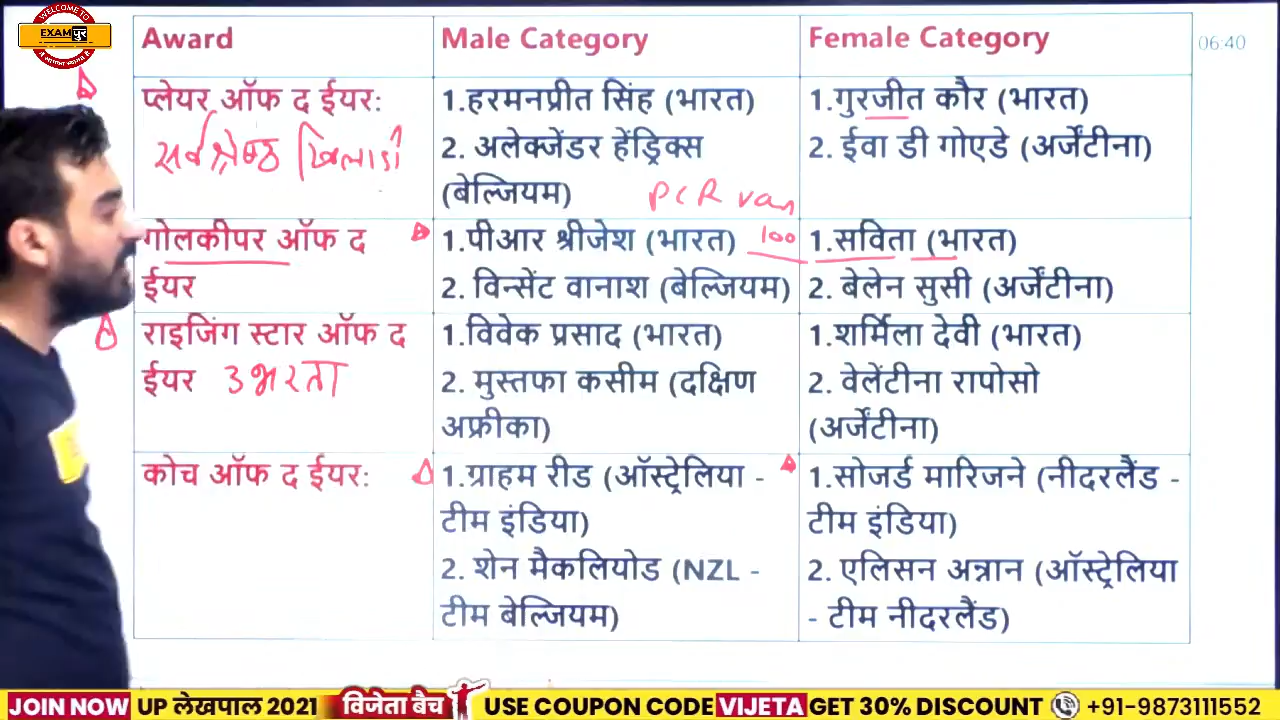 WELCOME TO
EXAMपुर
Award
Male Category
Female Category
06:40
प्लेयर ऑफ द ईयर:
सर्वश्रेष्ठ खिलाडी
1.हरमनप्रीत सिंह (भारत)
2. अलेक्जेंडर हेंड्रिक्स
(बेल्जियम)
1.गुरजीत कौर (भारत)
2. ईवा डी गोएडे (अर्जेंटीना)
PCR van
गोलकीपर ऑफ द
ईयर
1.पीआर श्रीजेश (भारत)
100
2. विन्सेंट वानाश (बेल्जियम)
1.सविता (भारत)
2. बेलेन सुसी (अर्जेंटीना)
राइजिंग स्टार ऑफ द
ईयर उभरता
1.विवेक प्रसाद (भारत)
2. मुस्तफा कसीम (दक्षिण
अफ्रीका)
1.शर्मिला देवी (भारत)
2. वेलेंटीना रापोसो
(अर्जेंटीना)
कोच ऑफ द ईयर:
1.ग्राहम रीड (ऑस्ट्रेलिया -
टीम इंडिया)
2. शेन मैकलियोड (NZL -
टीम बेल्जियम)
1.सोजर्ड मारिजने (नीदरलैंड -
टीम इंडिया)
2. एलिसन अन्नान (ऑस्ट्रेलिया
- टीम नीदरलैंड)
JOIN NOW UP लेखपाल 2021 विजेता बैच USE COUPON CODE VIJETA GET 30% DISCOUNT +91-9873111552